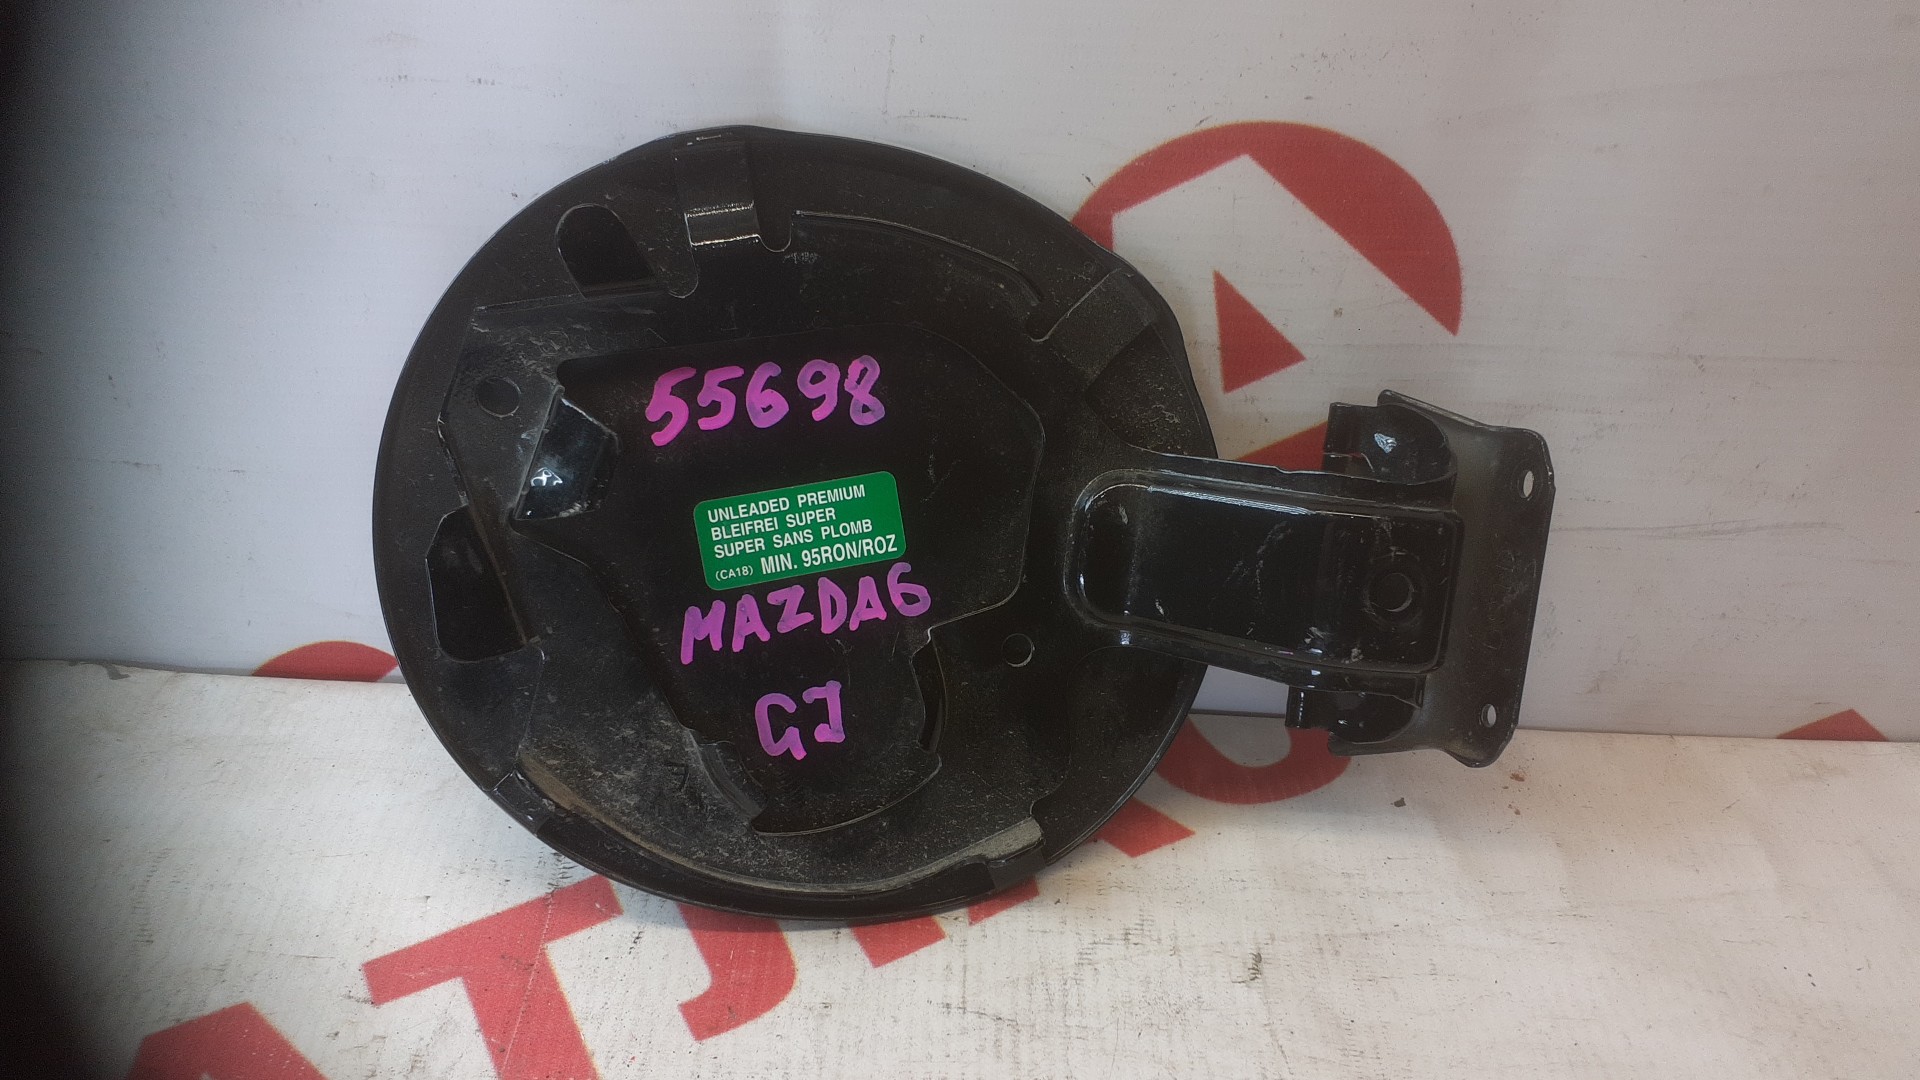 55698
UNLEADED PREMIUM
BLEIFREI SUPER
SUPER SANS PLOMB
(CA18) MIN. 95RON/ROZ
MAZDA6
GJ